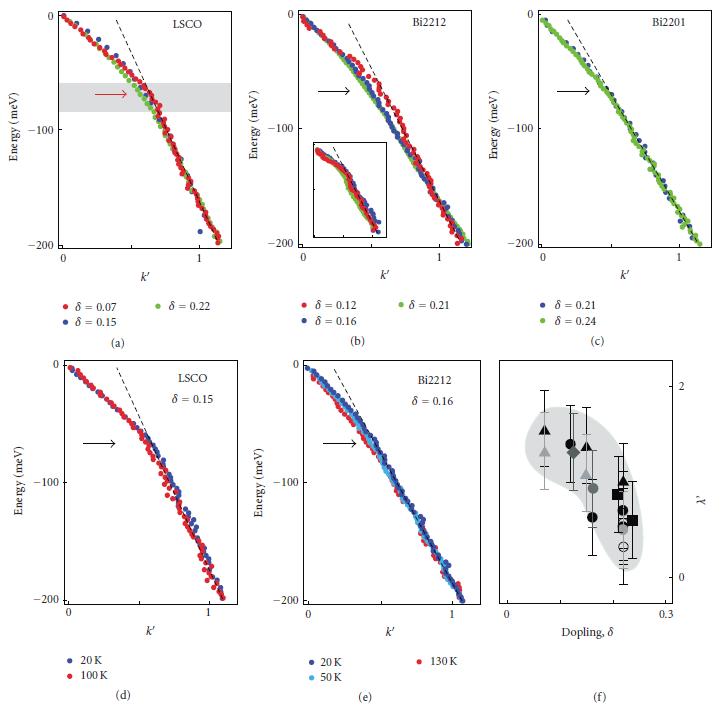 LSCO
0
−100
−200
Energy (meV)
0
1
k′
δ = 0.07
δ = 0.22
δ = 0.15
(a)
Bi2212
0
−100
−200
Energy (meV)
0
1
k′
δ = 0.12
δ = 0.21
δ = 0.16
(b)
Bi2201
0
−100
−200
Energy (meV)
0
1
k′
δ = 0.21
δ = 0.24
(c)
LSCO
δ = 0.15
0
−100
−200
Energy (meV)
0
1
k′
20 K
100 K
(d)
Bi2212
δ = 0.16
0
−100
−200
Energy (meV)
0
1
k′
20 K
130 K
50 K
(e)
2
λ′
0
0
0.3
Dopling, δ
(f)